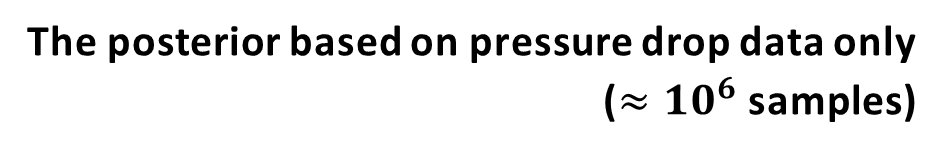 The posterior based on pressure drop data only
(≈ 10⁶ samples)